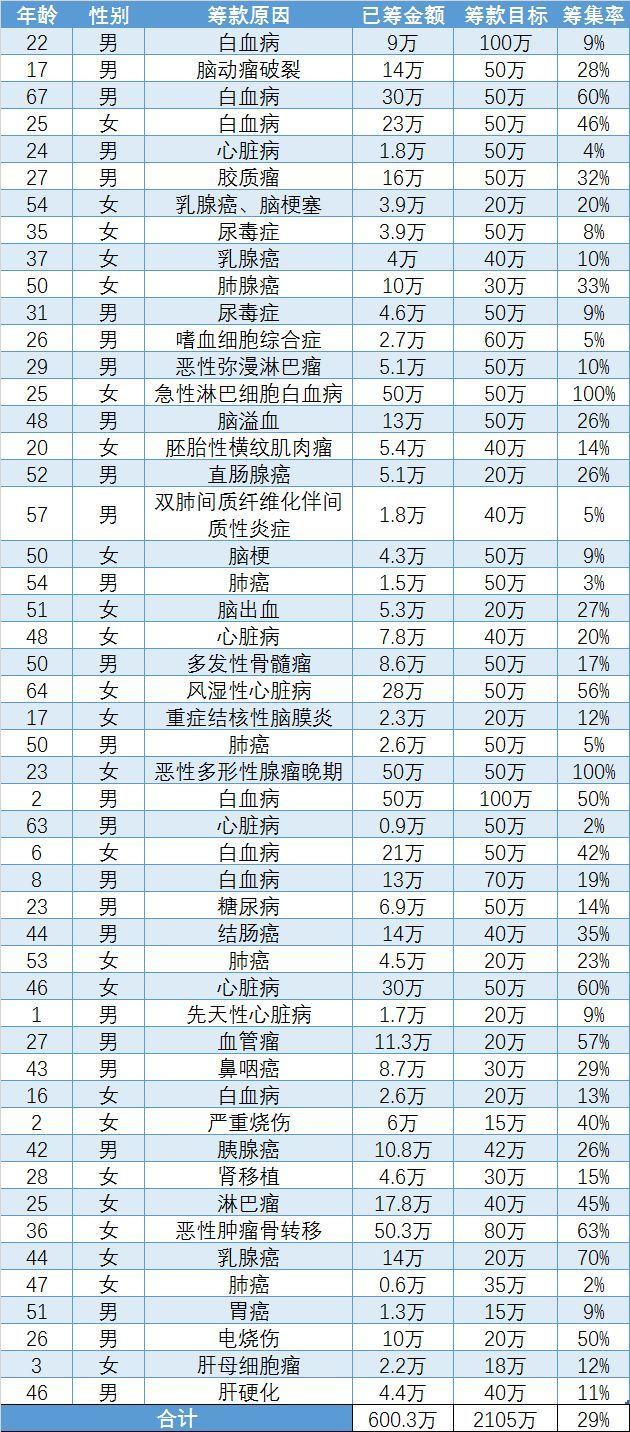 年龄 性别 筹款原因 已筹金额 筹款目标 筹集率
22 男 白血病 9万 100万 9%
17 男 脑动瘤破裂 14万 50万 28%
67 男 白血病 30万 50万 60%
25 女 白血病 23万 50万 46%
24 男 心脏病 1.8万 50万 4%
27 男 胶质瘤 16万 50万 32%
54 女 乳腺癌、脑梗塞 3.9万 20万 20%
35 女 尿毒症 3.9万 50万 8%
37 女 乳腺癌 4万 40万 10%
50 女 肺腺癌 10万 30万 33%
31 男 尿毒症 4.6万 50万 9%
26 男 嗜血细胞综合症 2.7万 60万 5%
29 男 恶性弥漫淋巴瘤 5.1万 50万 10%
25 女 急性淋巴细胞白血病 50万 50万 100%
48 男 脑溢血 13万 50万 26%
20 女 胚胎性横纹肌肉瘤 5.4万 40万 14%
52 男 直肠腺癌 5.1万 20万 26%
57 男 双肺间质纤维化伴间 1.8万 40万 5%
质性炎症
50 女 脑梗 4.3万 50万 9%
54 男 肺癌 1.5万 50万 3%
51 女 脑出血 5.3万 20万 27%
48 女 心脏病 7.8万 40万 20%
50 男 多发性骨髓瘤 8.6万 50万 17%
64 女 风湿性心脏病 28万 50万 56%
17 女 重症结核性脑膜炎 2.3万 20万 12%
50 男 肺癌 2.6万 50万 5%
23 女 恶性多形性腺瘤晚期 50万 50万 100%
2 男 白血病 50万 100万 50%
63 男 心脏病 0.9万 50万 2%
6 女 白血病 21万 50万 42%
8 男 白血病 13万 70万 19%
23 男 糖尿病 6.9万 50万 14%
44 男 结肠癌 14万 40万 35%
53 女 肺癌 4.5万 20万 23%
46 女 心脏病 30万 50万 60%
1 男 先天性心脏病 1.7万 20万 9%
27 男 血管瘤 11.3万 20万 57%
43 男 鼻咽癌 8.7万 30万 29%
16 女 白血病 2.6万 20万 13%
2 女 严重烧伤 6万 15万 40%
42 男 胰腺癌 10.8万 42万 26%
28 女 肾移植 4.6万 30万 15%
25 女 淋巴瘤 17.8万 40万 45%
36 女 恶性肿瘤骨转移 50.3万 80万 63%
44 女 乳腺癌 14万 20万 70%
47 女 肺癌 0.6万 35万 2%
51 男 胃癌 1.3万 15万 9%
26 男 电烧伤 10万 20万 50%
3 女 肝母细胞瘤 2.2万 18万 12%
46 男 肝硬化 4.4万 40万 11%
合计 600.3万 2105万 29%